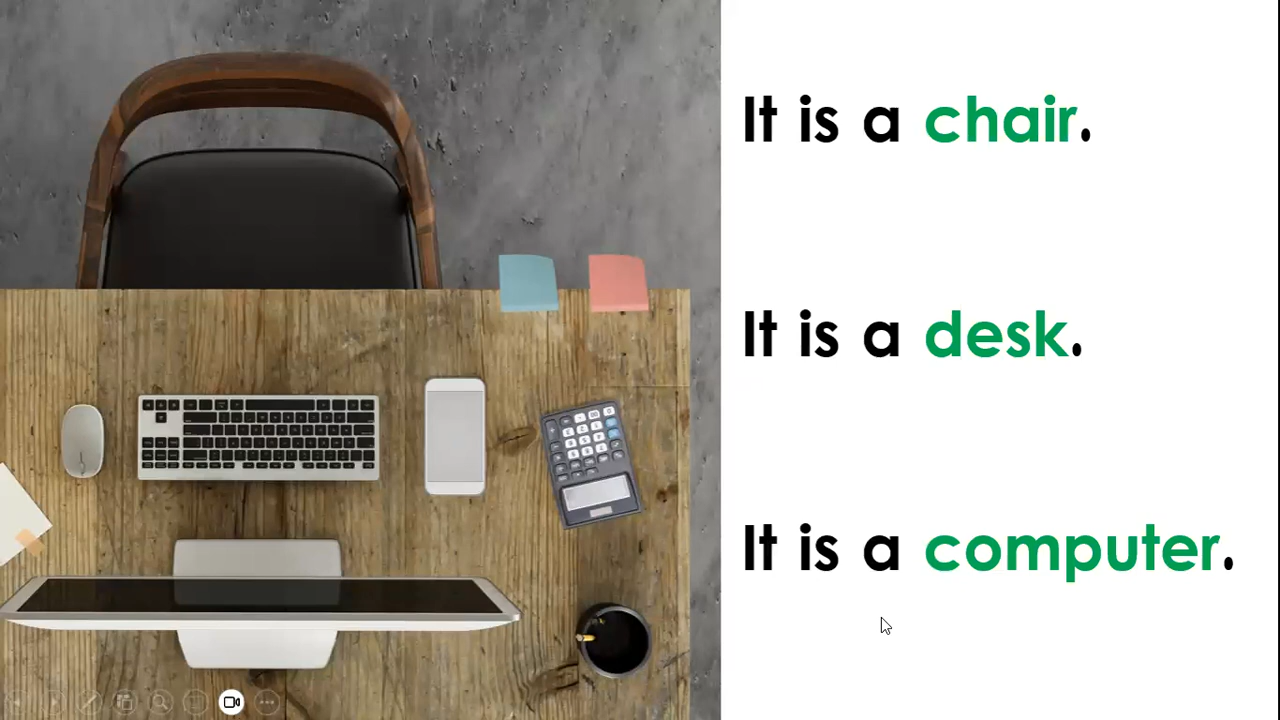 It is a chair.
It is a desk.
It is a computer.